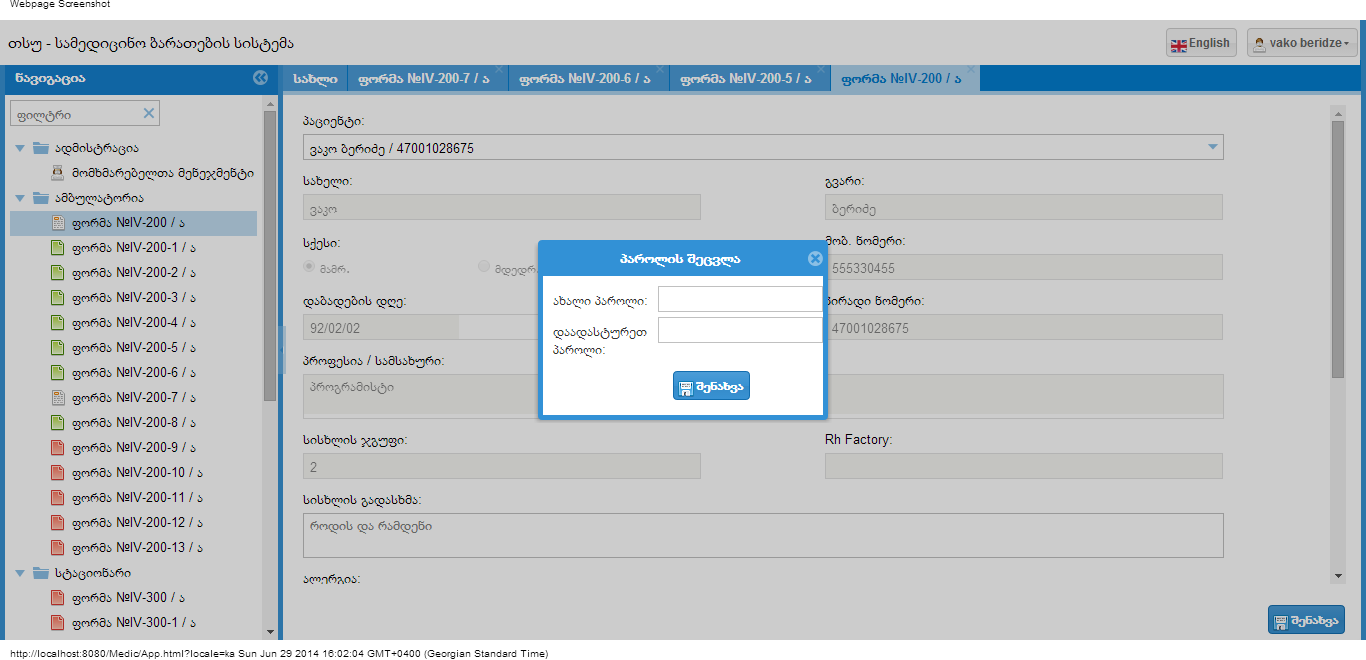 Webpage Screenshot
თსუ - სამედიცინო ბარათების სისტემა
English
vako beridze
ნავიგაცია
სახლი
ფორმა №IV-200-7 / ა
ფორმა №IV-200-6 / ა
ფორმა №IV-200-5 / ა
ფორმა №IV-200 / ა
ფილტრი
ადმისტრაცია
მომხმარებელთა მენეჯმენტი
ამბულატორია
ფორმა №IV-200 / ა
ფორმა №IV-200-1 / ა
ფორმა №IV-200-2 / ა
ფორმა №IV-200-3 / ა
ფორმა №IV-200-4 / ა
ფორმა №IV-200-5 / ა
ფორმა №IV-200-6 / ა
ფორმა №IV-200-7 / ა
ფორმა №IV-200-8 / ა
ფორმა №IV-200-9 / ა
ფორმა №IV-200-10 / ა
ფორმა №IV-200-11 / ა
ფორმა №IV-200-12 / ა
ფორმა №IV-200-13 / ა
სტაციონარი
ფორმა №IV-300 / ა
ფორმა №IV-300-1 / ა
პაციენტი:
ვაკო ბერიძე / 47001028675
სახელი:
გვარი:
ვაკო
ბერიძე
სქესი:
მობ. ნომერი:
მამრ.
მდედრ.
555330455
დაბადების დღე:
პირადი ნომერი:
92/02/02
47001028675
პროფესია / სამსახური:
პროგრამისტი
სისხლის ჯგუფი:
Rh Factory:
2
სისხლის გადასხმა:
როდის და რამდენი
ალერგია:
პაროლის შეცვლა
ახალი პაროლი:
დაადასტურეთ
პაროლი:
შენახვა
შენახვა
http://localhost:8080/Medic/App.html?locale=ka Sun Jun 29 2014 16:02:04 GMT+0400 (Georgian Standard Time)